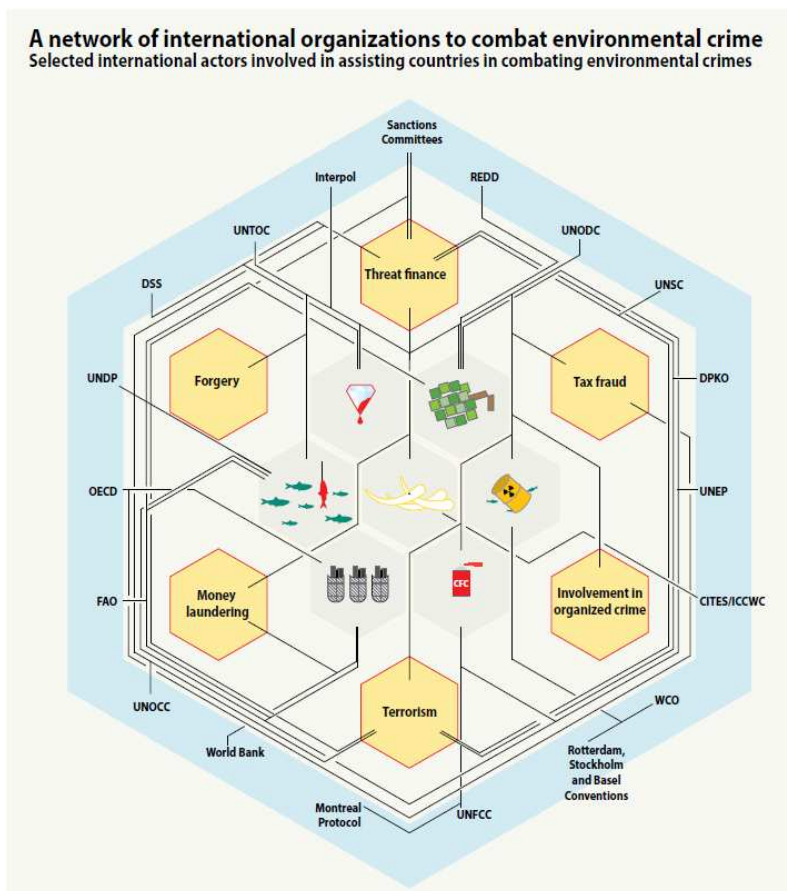 A network of international organizations to combat environmental crime
Selected international actors involved in assisting countries in combating environmental crimes
Sanctions
Committees
Interpol
REDD
UNTOC
UNODC
Threat finance
DSS
UNSC
UNDP
Forgery
Tax fraud
DPKO
OECD
UNEP
CFC
FAO
Money
laundering
Involvement in
organized crime
CITES/ICCWC
UNOCC
Terrorism
WCO
World Bank
Rotterdam,
Stockholm
and Basel
Conventions
Montreal
Protocol
UNFCC